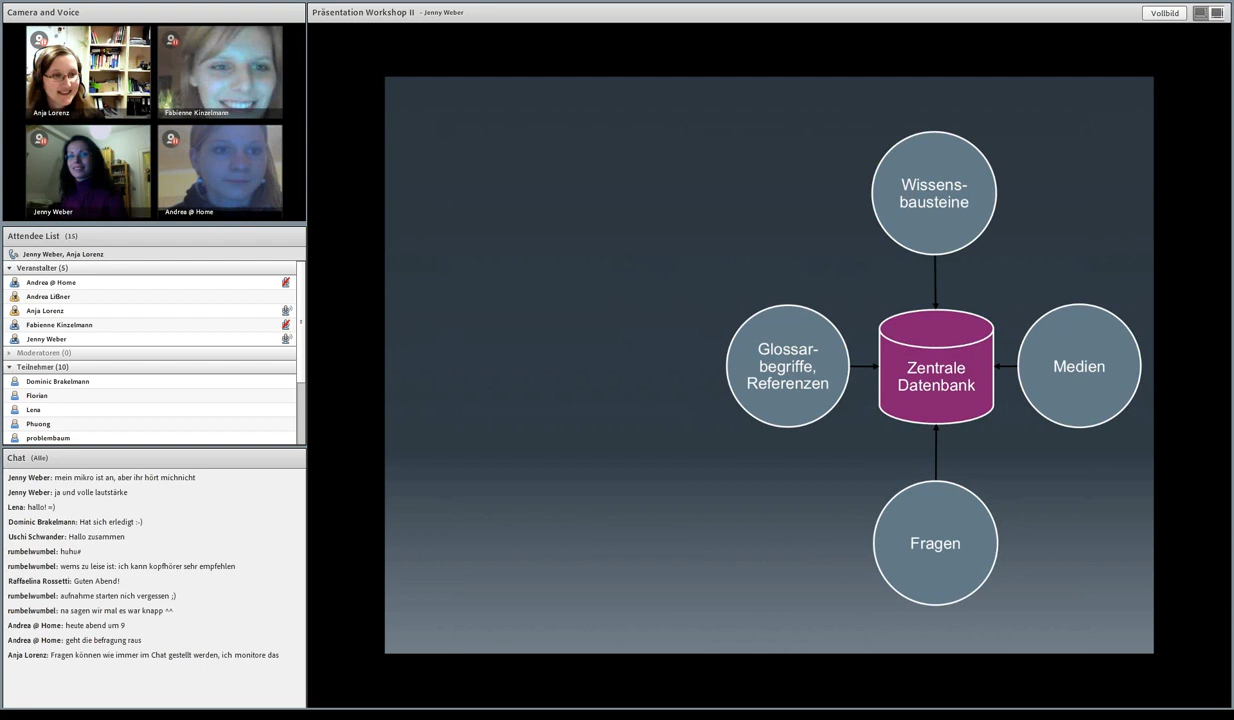 Camera and Voice
Anja Lorenz
Fabienne Kinzelmann
Jenny Weber
Andrea @ Home
Attendee List (15)
Jenny Weber, Anja Lorenz
Veranstalter (5)
Andrea @ Home
Andrea Lißner
Anja Lorenz
Fabienne Kinzelmann
Jenny Weber
Moderatoren (0)
Teilnehmer (10)
Dominic Brakelmann
Florian
Lena
Phuong
problembaum
Chat (Alle)
Jenny Weber: mein mikro ist an, aber ihr hört michnicht
Jenny Weber: ja und volle lautstärke
Lena: hallo! =)
Dominic Brakelmann: Hat sich erledigt :-)
Uschi Schwander: Hallo zusammen
rumbelwumbel: huhu#
rumbelwumbel: wems zu leise ist: ich kann kopfhörer sehr empfehlen
Raffaelina Rossetti: Guten Abend!
rumbelwumbel: aufnahme starten nich vergessen ;)
rumbelwumbel: na sagen wir mal es war knapp ^^
Andrea @ Home: heute abend um 9
Andrea @ Home: geht die befragung raus
Anja Lorenz: Fragen können wie immer im Chat gestellt werden, ich monitore das
Präsentation Workshop II - Jenny Weber
Vollbild
Wissens-
bausteine
Glossar-
begriffe,
Referenzen
Zentrale
Datenbank
Medien
Fragen